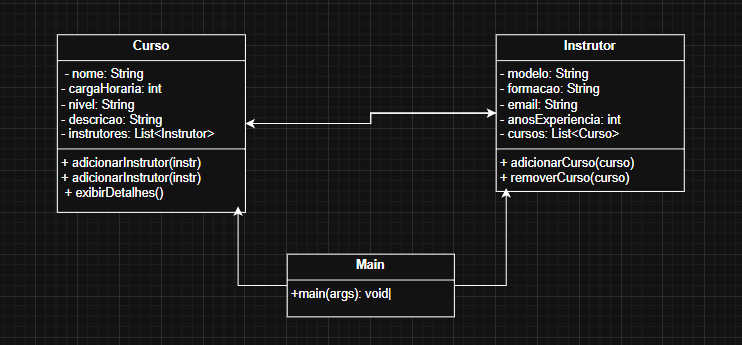 Curso
- nome: String
- cargaHoraria: int
- nivel: String
- descricao: String
- instrutores: List<Instrutor>
+ adicionarInstrutor(instr)
+ adicionarInstrutor(instr)
+ exibirDetalhes()
Instrutor
- modelo: String
- formacao: String
- email: String
- anosExperiencia: int
- cursos: List<Curso>
+ adicionarCurso(curso)
+ removerCurso(curso)
Main
+main(args): void|